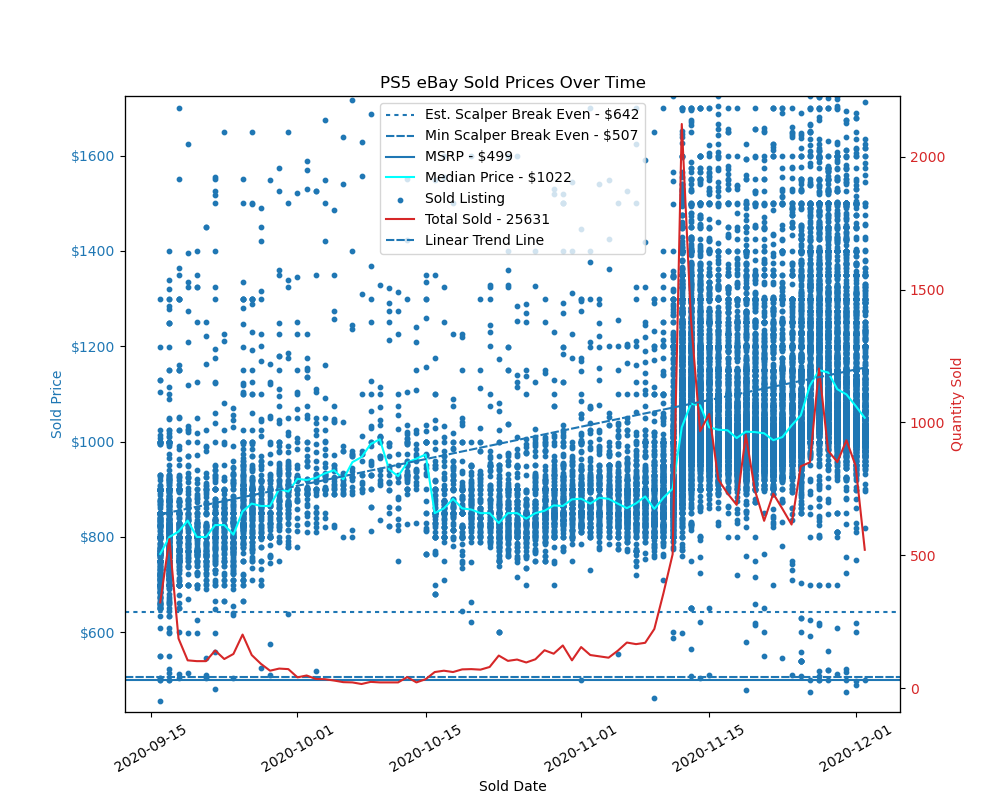 PS5 eBay Sold Prices Over Time
Est. Scalper Break Even - $642
Min Scalper Break Even - $507
MSRP - $499
Median Price - $1022
Sold Listing
Total Sold - 25631
Linear Trend Line
$1600
$1400
$1200
$1000
$800
$600
Sold Price
2000
1500
1000
500
0
Quantity Sold
2020-09-15
2020-10-01
2020-10-15
2020-11-01
2020-11-15
2020-12-01
Sold Date